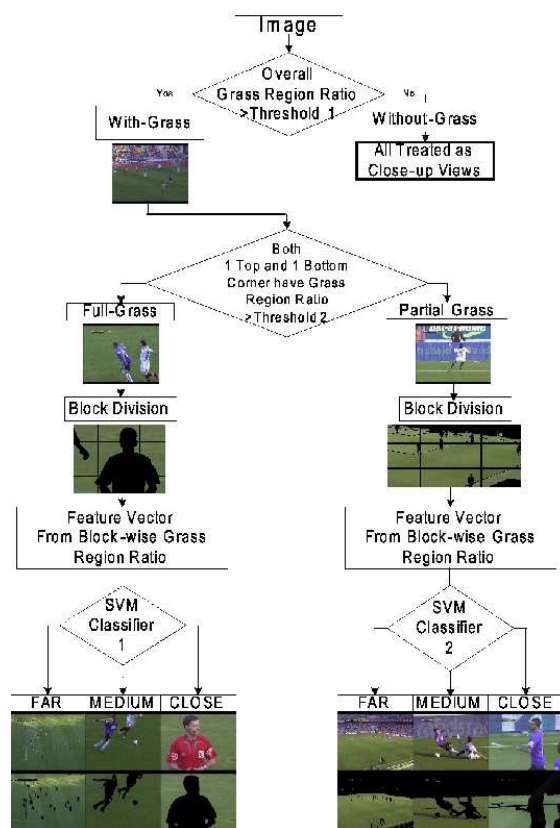 Image
Overall
Grass Region Ratio
>Threshold 1
Yes
No
With-Grass
Without-Grass
All Treated as
Close-up Views
Both
1 Top and 1 Bottom
Corner have Grass
Region Ratio
>Threshold 2
Full-Grass
Partial Grass
Block Division
Block Division
Feature Vector
From Block-wise Grass
Region Ratio
Feature Vector
From Block-wise Grass
Region Ratio
SVM
Classifier
1
SVM
Classifier
2
FAR MEDIUM CLOSE
FAR MEDIUM CLOSE